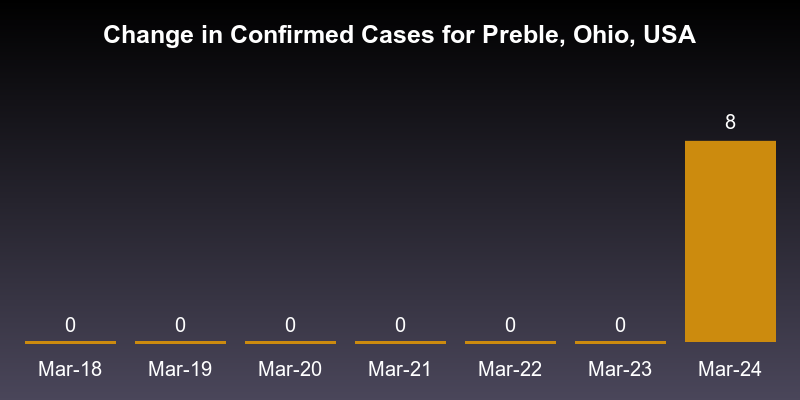 Change in Confirmed Cases for Preble, Ohio, USA
8
0 0 0 0 0 0
Mar-18 Mar-19 Mar-20 Mar-21 Mar-22 Mar-23 Mar-24